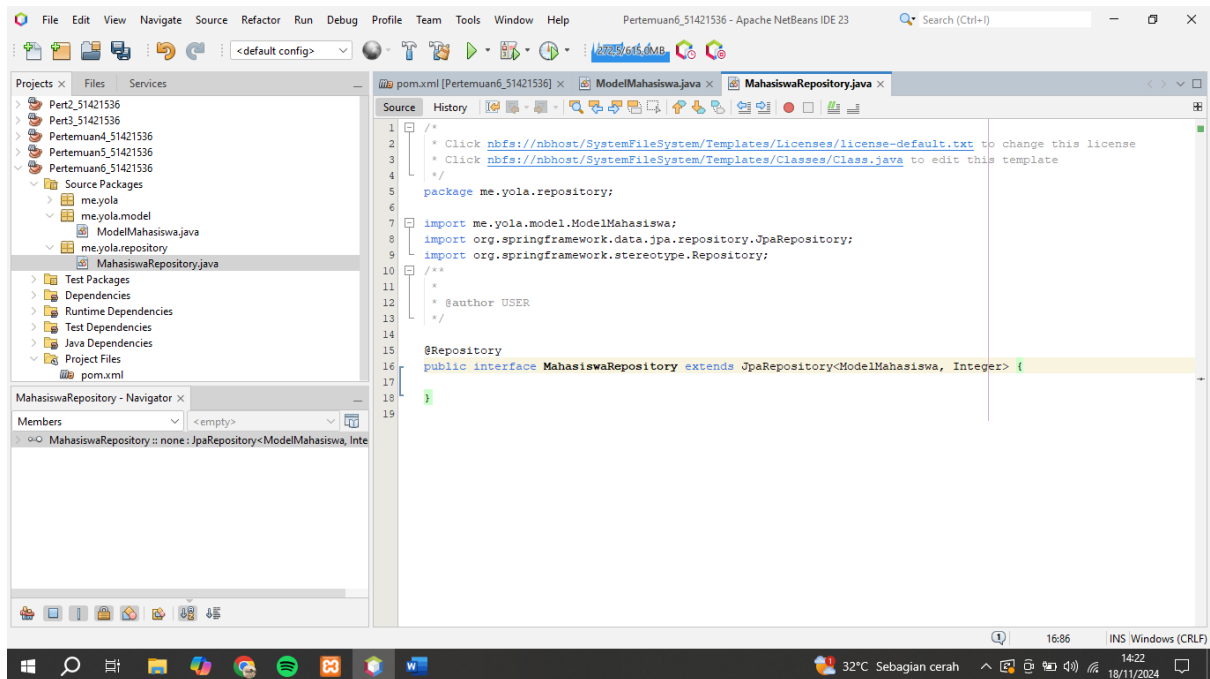 File Edit View Navigate Source Refactor Run Debug Profile Team Tools Window Help Pertemuan6_51421536 - Apache NetBeans IDE 23 Search (Ctrl+I)
<default config> 272.5/615.0MB
Projects Files Services
pom.xml [Pertemuan6_51421536] ModelMahasiswa.java MahasiswaRepository.java
Source History
Pert2_51421536
Pert3_51421536
Pertemuan4_51421536
Pertemuan5_51421536
Pertemuan6_51421536
Source Packages
me.yola
me.yola.model
ModelMahasiswa.java
me.yola.repository
MahasiswaRepository.java
Test Packages
Dependencies
Runtime Dependencies
Test Dependencies
Java Dependencies
Project Files
pom.xml
MahasiswaRepository - Navigator
Members <empty>
MahasiswaRepository :: none : JpaRepository<ModelMahasiswa, Inte
1 /*
2 * Click nbfs://nbhost/SystemFileSystem/Templates/Licenses/license-default.txt to change this license
3 * Click nbfs://nbhost/SystemFileSystem/Templates/Classes/Class.java to edit this template
4 */
5 package me.yola.repository;
6
7 import me.yola.model.ModelMahasiswa;
8 import org.springframework.data.jpa.repository.JpaRepository;
9 import org.springframework.stereotype.Repository;
10 /**
11 *
12 * @author USER
13 */
14
15 @Repository
16 public interface MahasiswaRepository extends JpaRepository<ModelMahasiswa, Integer> {
17
18 }
19
1 16:86 INS Windows (CRLF)
32°C Sebagian cerah 14:22
18/11/2024